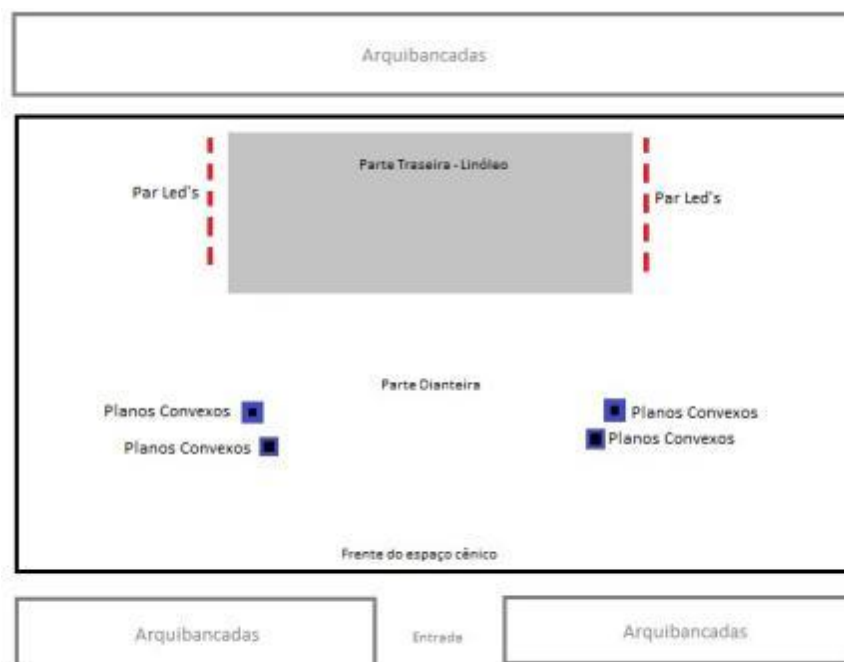 Arquibancadas
Parte Traseira - Linóleo
Par Led's
Par Led's
Parte Dianteira
Planos Convexos
Planos Convexos
Planos Convexos
Planos Convexos
Frente do espaço cênico
Arquibancadas
Entrada
Arquibancadas